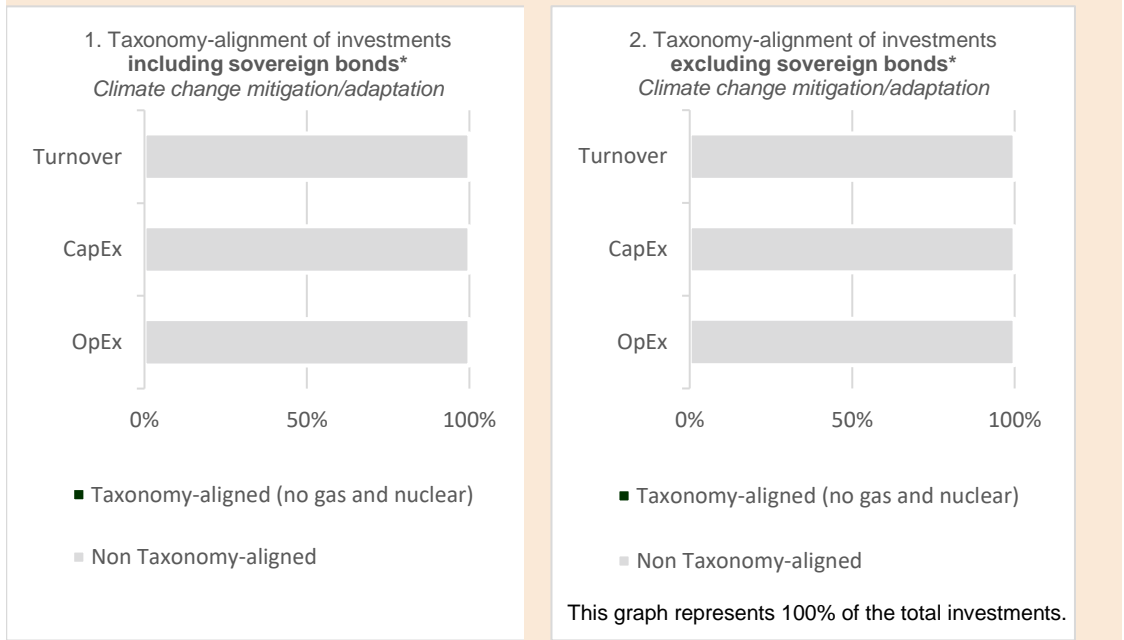 1. Taxonomy-alignment of investments
including sovereign bonds*
Climate change mitigation/adaptation
Turnover
CapEx
OpEx
0% 50% 100%
Taxonomy-aligned (no gas and nuclear)
Non Taxonomy-aligned
2. Taxonomy-alignment of investments
excluding sovereign bonds*
Climate change mitigation/adaptation
Turnover
CapEx
OpEx
0% 50% 100%
Taxonomy-aligned (no gas and nuclear)
Non Taxonomy-aligned
This graph represents 100% of the total investments.